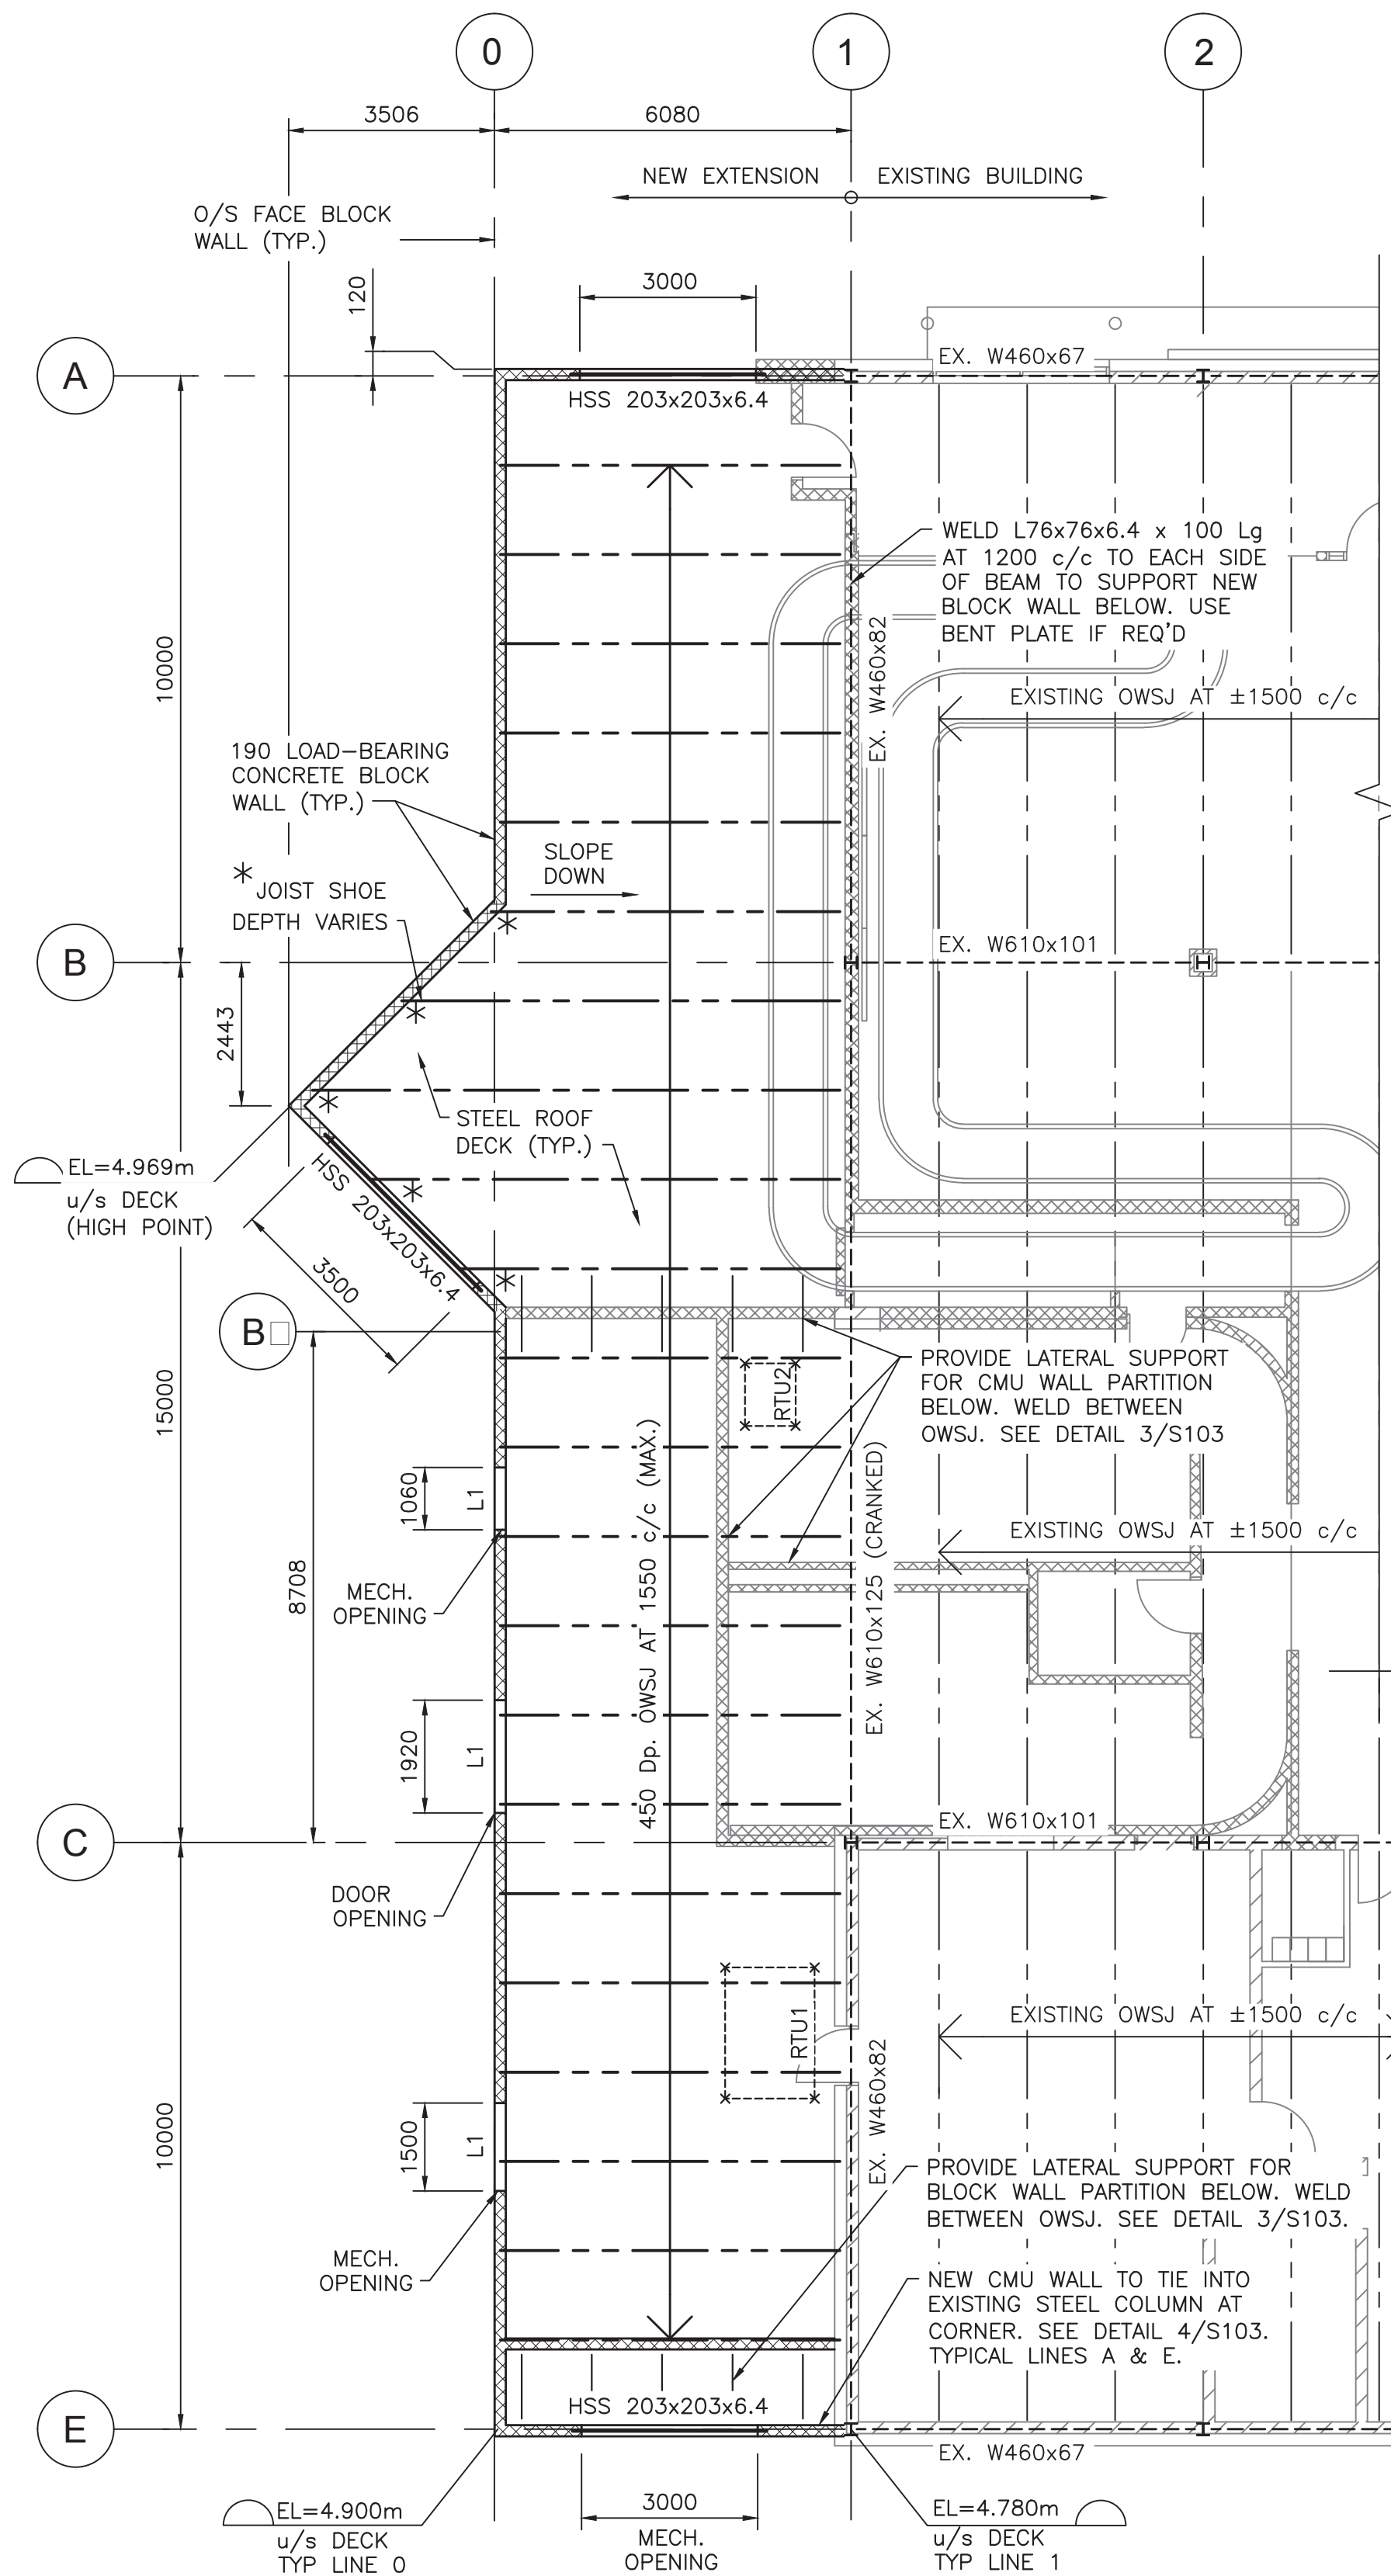 0
1
2
3506
6080
NEW EXTENSION
EXISTING BUILDING
O/S FACE BLOCK
WALL (TYP.)
120
3000
A
EX. W460x67
HSS 203x203x6.4
WELD L76x76x6.4 x 100 Lg
AT 1200 c/c TO EACH SIDE
OF BEAM TO SUPPORT NEW
BLOCK WALL BELOW. USE
BENT PLATE IF REQ'D
EX. W460x82
EXISTING OWSJ AT ±1500 c/c
10000
190 LOAD-BEARING
CONCRETE BLOCK
WALL (TYP.)
SLOPE
DOWN
* JOIST SHOE
DEPTH VARIES
*
B
EX. W610x101
*
2443
*
STEEL ROOF
DECK (TYP.)
EL=4.969m
u/s DECK
(HIGH POINT)
HSS 203x203x6.4
*
3500
*
B□
PROVIDE LATERAL SUPPORT
FOR CMU WALL PARTITION
BELOW. WELD BETWEEN
OWSJ. SEE DETAIL 3/S103
RTU2
15000
1060
L1
450 Dp. OWSJ AT 1550 c/c (MAX.)
EX. W610x125 (CRANKED)
EXISTING OWSJ AT ±1500 c/c
MECH.
OPENING
8708
1920
L1
C
EX. W610x101
DOOR
OPENING
RTU1
EXISTING OWSJ AT ±1500 c/c
EX. W460x82
10000
1500
L1
PROVIDE LATERAL SUPPORT FOR
BLOCK WALL PARTITION BELOW. WELD
BETWEEN OWSJ. SEE DETAIL 3/S103.
MECH.
OPENING
NEW CMU WALL TO TIE INTO
EXISTING STEEL COLUMN AT
CORNER. SEE DETAIL 4/S103.
TYPICAL LINES A & E.
HSS 203x203x6.4
E
EX. W460x67
EL=4.900m
u/s DECK
TYP LINE 0
3000
MECH.
OPENING
EL=4.780m
u/s DECK
TYP LINE 1